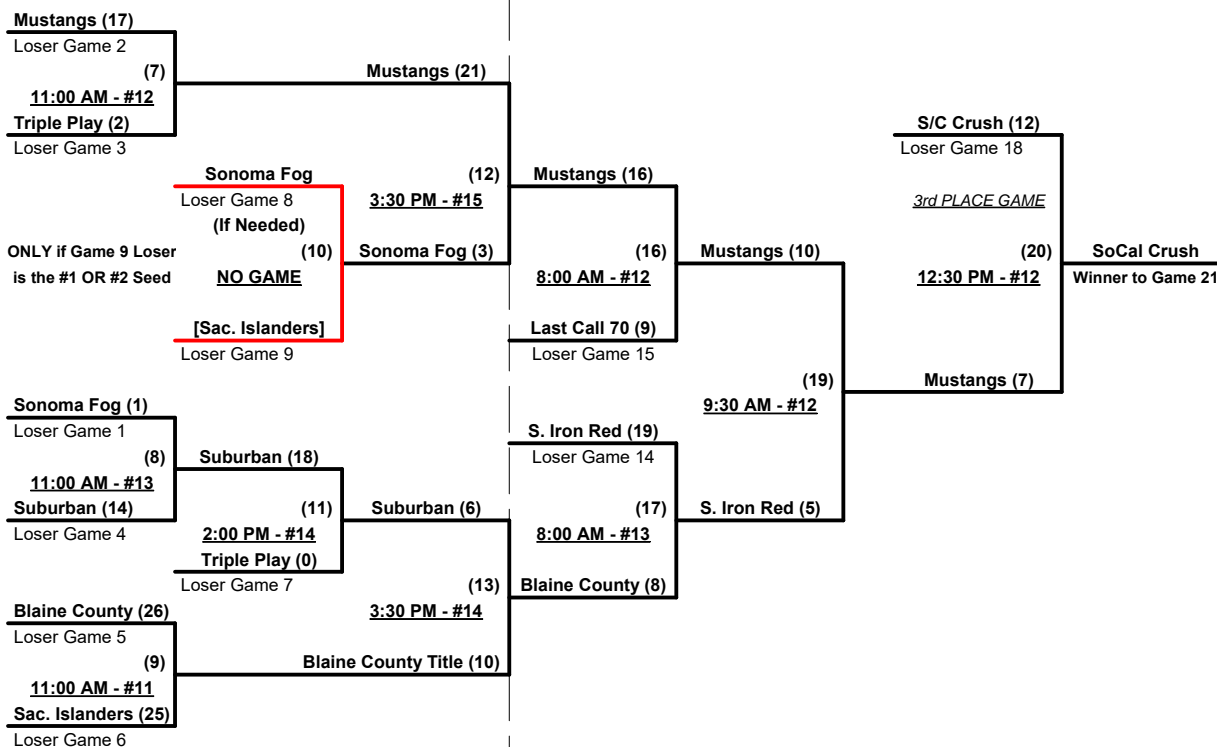 Mustangs (17)
Loser Game 2
(7)
11:00 AM - #12
Triple Play (2)
Loser Game 3
Mustangs (21)
Sonoma Fog
Loser Game 8
(If Needed)
ONLY if Game 9 Loser
is the #1 OR #2 Seed
(10)
NO GAME
[Sac. Islanders]
Loser Game 9
(12)
3:30 PM - #15
Sonoma Fog (3)
Sonoma Fog (1)
Loser Game 1
(8)
11:00 AM - #13
Suburban (14)
Loser Game 4
Suburban (18)
(11)
2:00 PM - #14
Triple Play (0)
Loser Game 7
Suburban (6)
(13)
3:30 PM - #14
Blaine County (26)
Loser Game 5
(9)
11:00 AM - #11
Sac. Islanders (25)
Loser Game 6
Blaine County Title (10)
Mustangs (16)
(16)
8:00 AM - #12
Last Call 70 (9)
Loser Game 15
Mustangs (10)
S. Iron Red (19)
Loser Game 14
(17)
8:00 AM - #13
Blaine County (8)
S. Iron Red (5)
(19)
9:30 AM - #12
S/C Crush (12)
Loser Game 18
3rd PLACE GAME
(20)
12:30 PM - #12
Mustangs (7)
SoCal Crush
Winner to Game 21